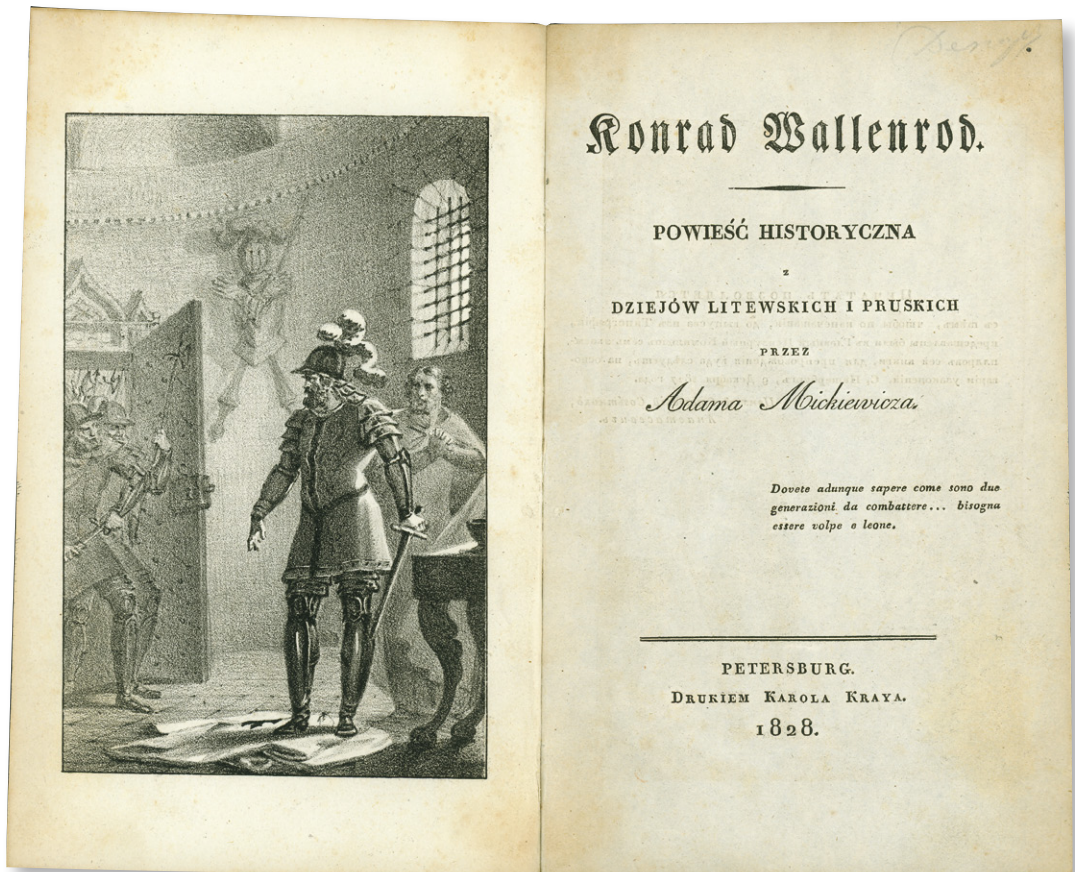 Konrad Wallenrod.
POWIEŚĆ HISTORYCZNA
z
DZIEJÓW LITEWSKICH I PRUSKICH
PRZEZ
Adama Mickiewicza.
Dovete adunque sapere come sono due
generazioni da combattere... bisogna
essere volpe e leone.
PETERSBURG.
DRUKIEM KAROLA KRAYA.
1828.